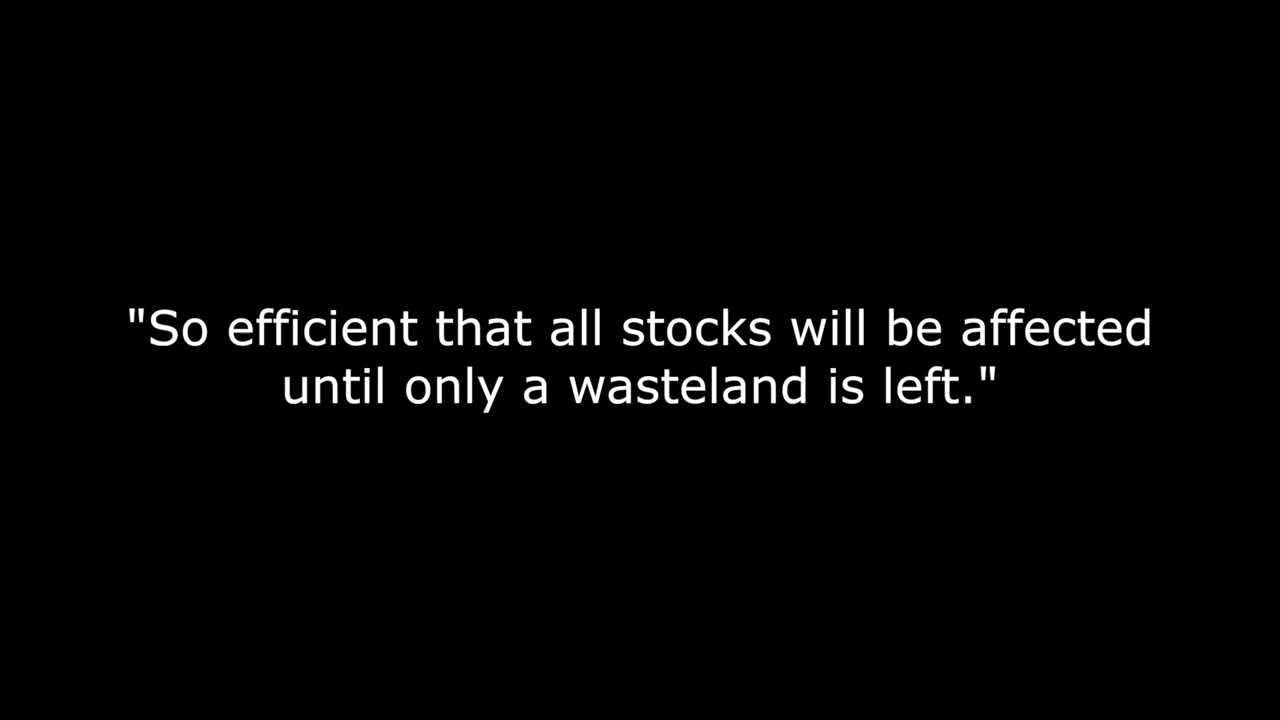 "So efficient that all stocks will be affected
until only a wasteland is left."